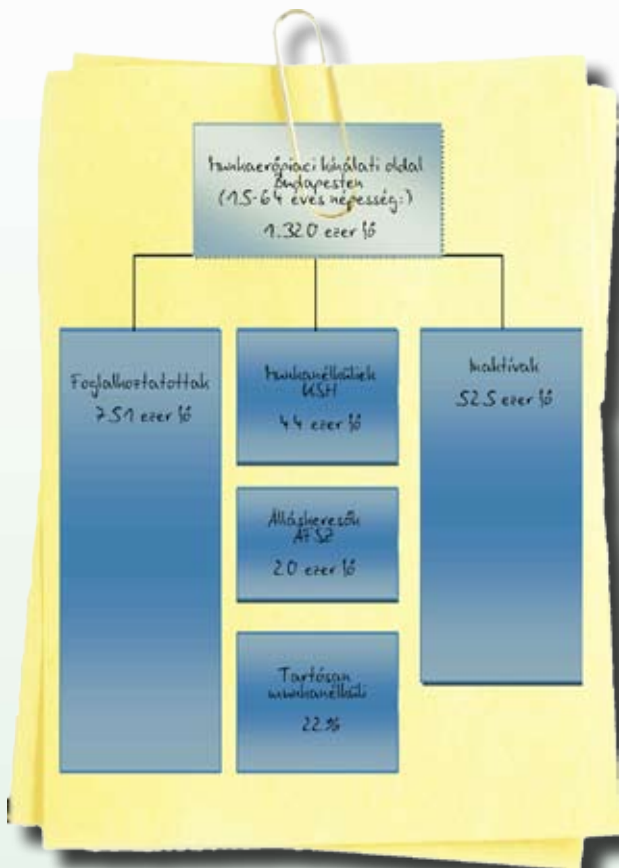 Munkaerőpiaci kínálati oldal
Budapesten
(15-64 éves népesség:)
1.320 ezer fő
Foglalkoztatottak
751 ezer fő
Munkanélküliek
KSH
44 ezer fő
Inaktívak
525 ezer fő
Álláskeresők
ÁFSZ
20 ezer fő
Tartósan
munkanélküli
22%